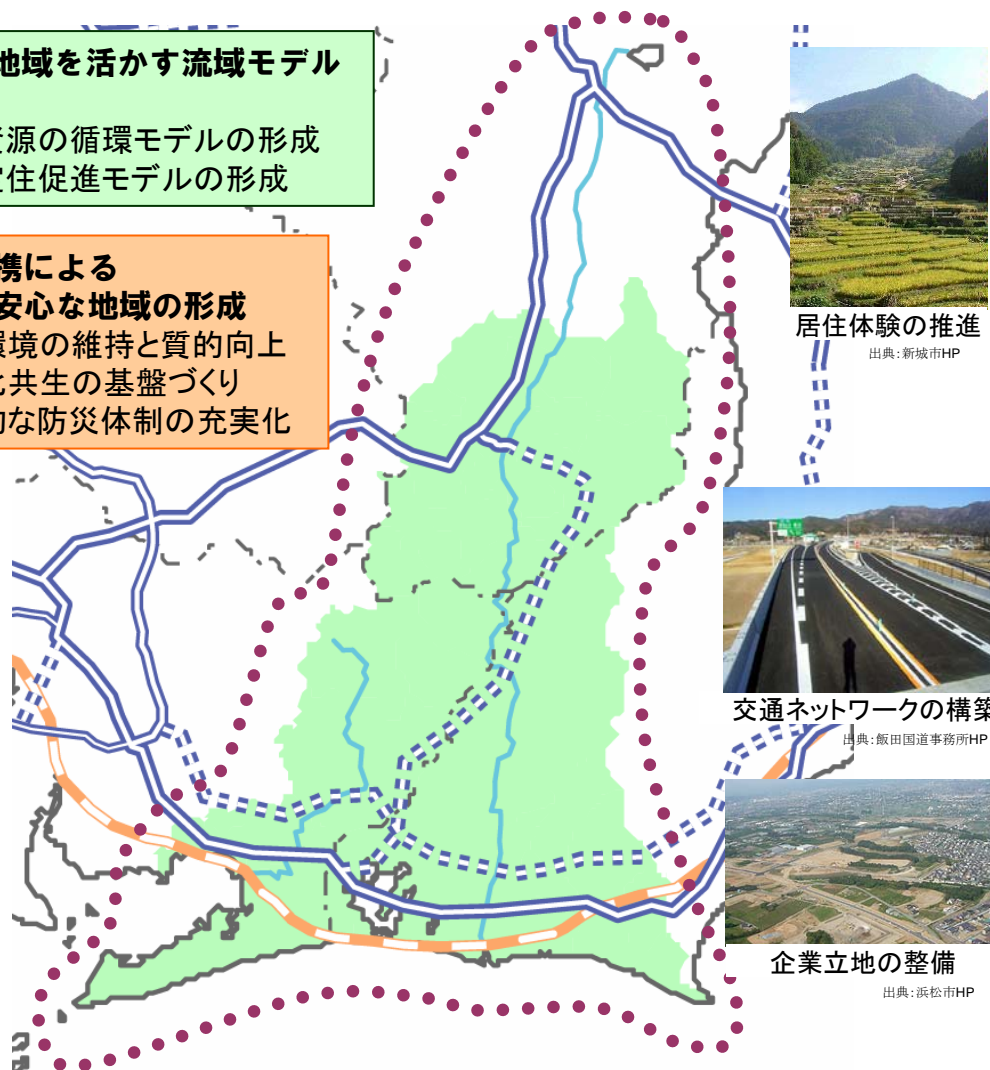 地域を活かす流域モデル
源の循環モデルの形成
住促進モデルの形成
携による
安心な地域の形成
環境の維持と質的向上
共生の基盤づくり
な防災体制の充実化
居住体験の推進
出典：新城市HP
交通ネットワークの構築
出典：飯田国道事務所HP
企業立地の整備
出典：浜松市HP